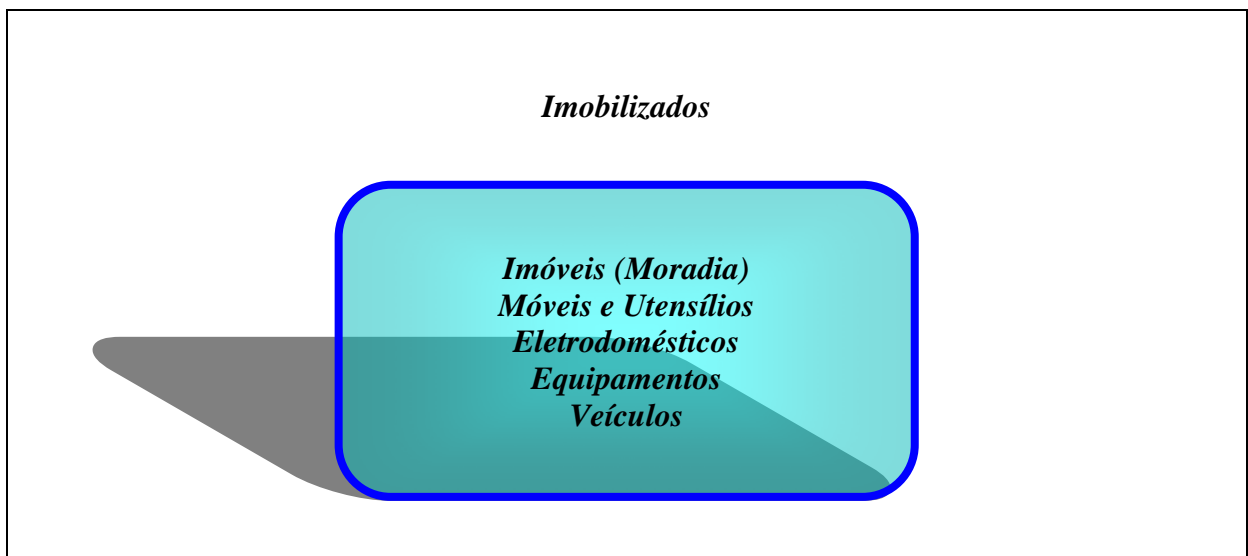 Imobilizados
Imóveis (Moradia)
Móveis e Utensílios
Eletrodomésticos
Equipamentos
Veículos